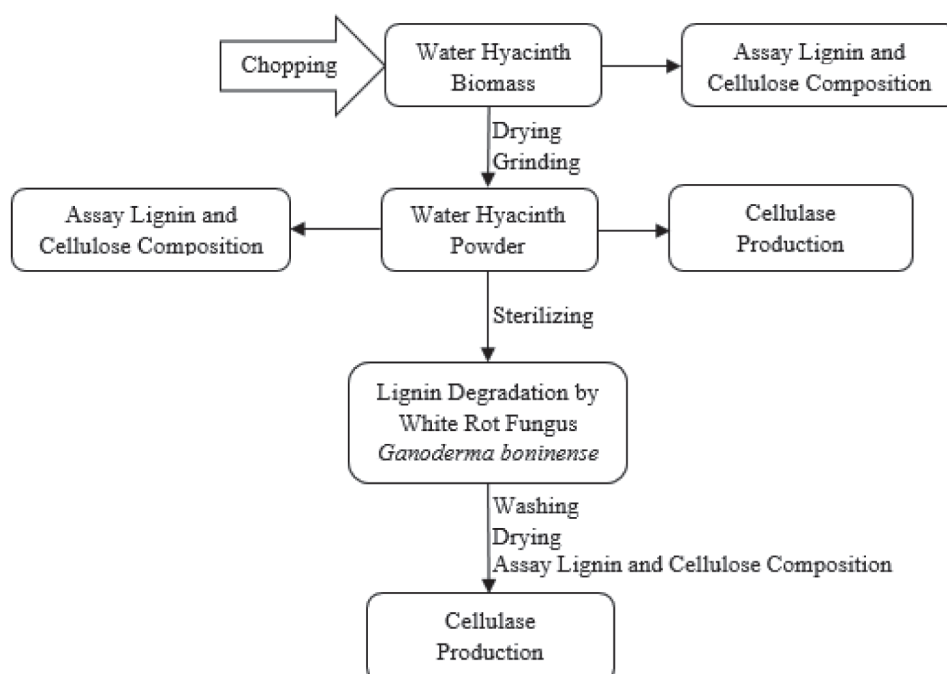 Chopping
Water Hyacinth
Biomass
Assay Lignin and
Cellulose Composition
Drying
Grinding
Assay Lignin and
Cellulose Composition
Water Hyacinth
Powder
Cellulase
Production
Sterilizing
Lignin Degradation by
White Rot Fungus
Ganoderma boninense
Washing
Drying
Assay Lignin and Cellulose Composition
Cellulase
Production